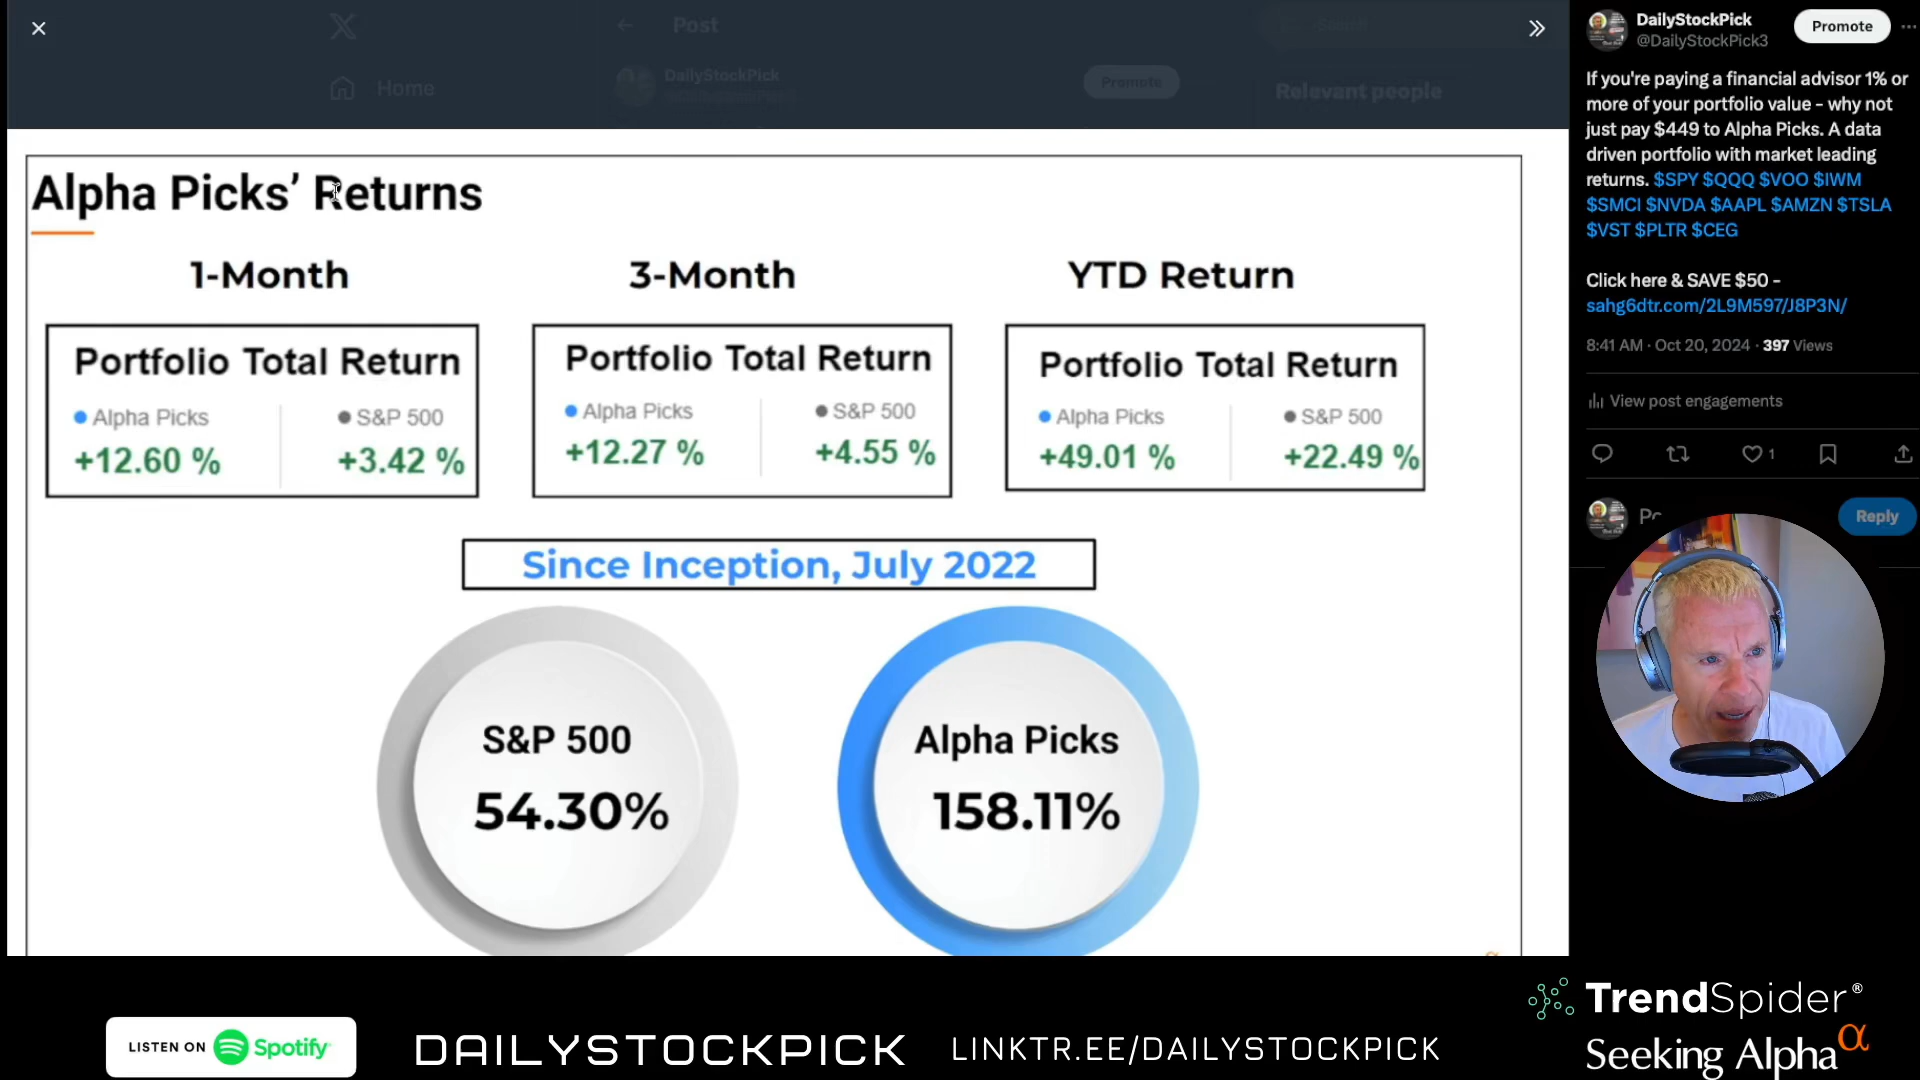 Post
DailyStockPick
Home
Promote
Relevant people
Alpha Picks’ Returns
1-Month
3-Month
YTD Return
Portfolio Total Return
Alpha Picks
S&P 500
+12.60 %
+3.42 %
Portfolio Total Return
Alpha Picks
S&P 500
+12.27 %
+4.55 %
Portfolio Total Return
Alpha Picks
S&P 500
+49.01 %
+22.49 %
Since Inception, July 2022
S&P 500
54.30%
Alpha Picks
158.11%
DailyStockPick
@DailyStockPick3
Promote
If you're paying a financial advisor 1% or
more of your portfolio value - why not
just pay $449 to Alpha Picks. A data
driven portfolio with market leading
returns. $SPY $QQQ $VOO $IWM
$SMCI $NVDA $AAPL $AMZN $TSLA
$VST $PLTR $CEG
Click here & SAVE $50 -
sahg6dtr.com/2L9M597/J8P3N/
8:41 AM · Oct 20, 2024 · 397 Views
View post engagements
1
Reply
LISTEN ON Spotify
DAILYSTOCKPICK
LINKTR.EE/DAILYSTOCKPICK
TrendSpider®
Seeking Alpha α